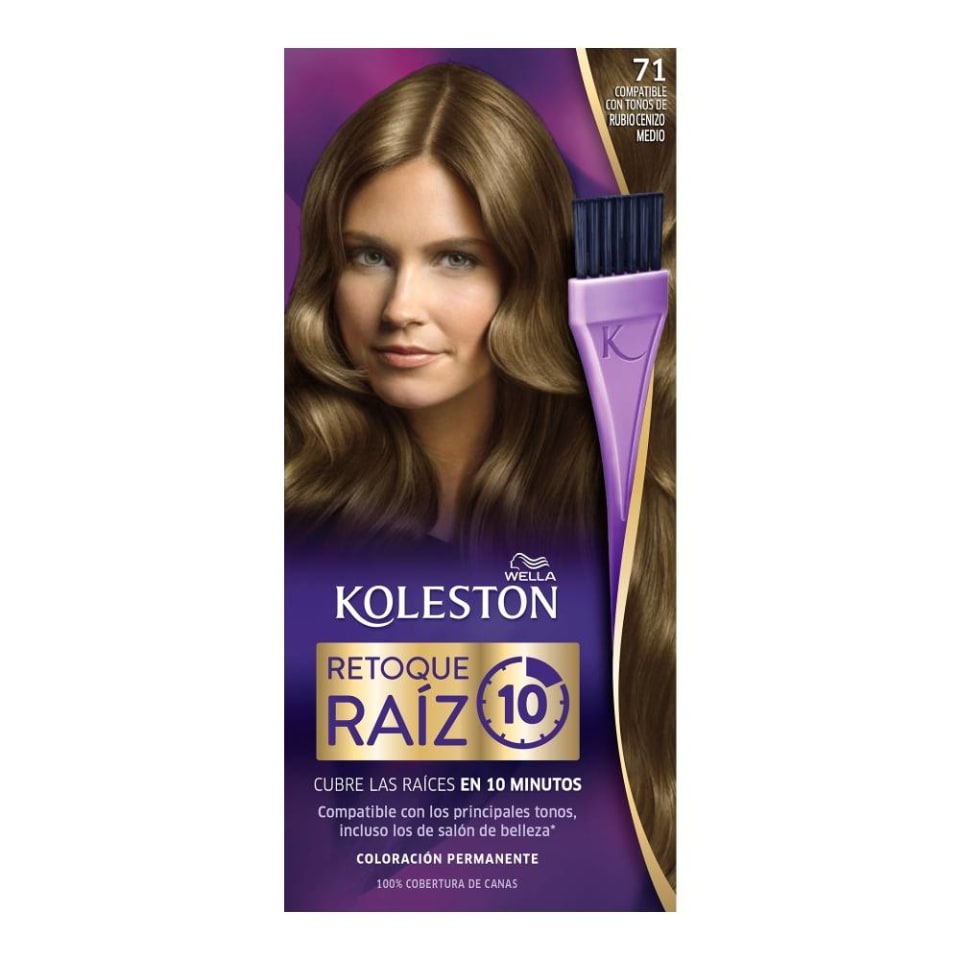 71
COMPATIBLE
CON TONOS DE
RUBIO CENIZO
MEDIO
K
WELLA
KOLESTON
RETOQUE
RAÍZ
10
CUBRE LAS RAÍCES EN 10 MINUTOS
Compatible con los principales tonos,
incluso los de salón de belleza*
COLORACIÓN PERMANENTE
100% COBERTURA DE CANAS